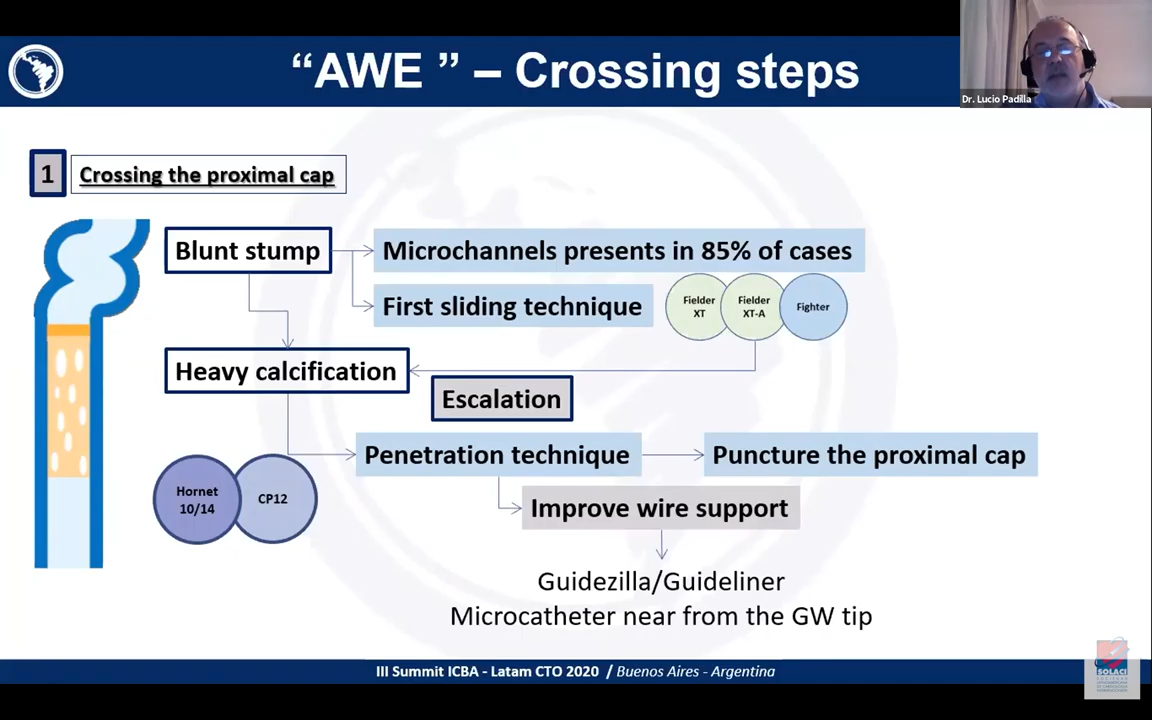 “AWE ” – Crossing steps
Dr. Lucio Padilla
1
Crossing the proximal cap
Blunt stump
Microchannels presents in 85% of cases
First sliding technique
Fielder
XT
Fielder
XT-A
Fighter
Heavy calcification
Escalation
Penetration technique
Puncture the proximal cap
Hornet
10/14
CP12
Improve wire support
Guidezilla/Guideliner
Microcatheter near from the GW tip
III Summit ICBA - Latam CTO 2020 / Buenos Aires - Argentina
SOLACI